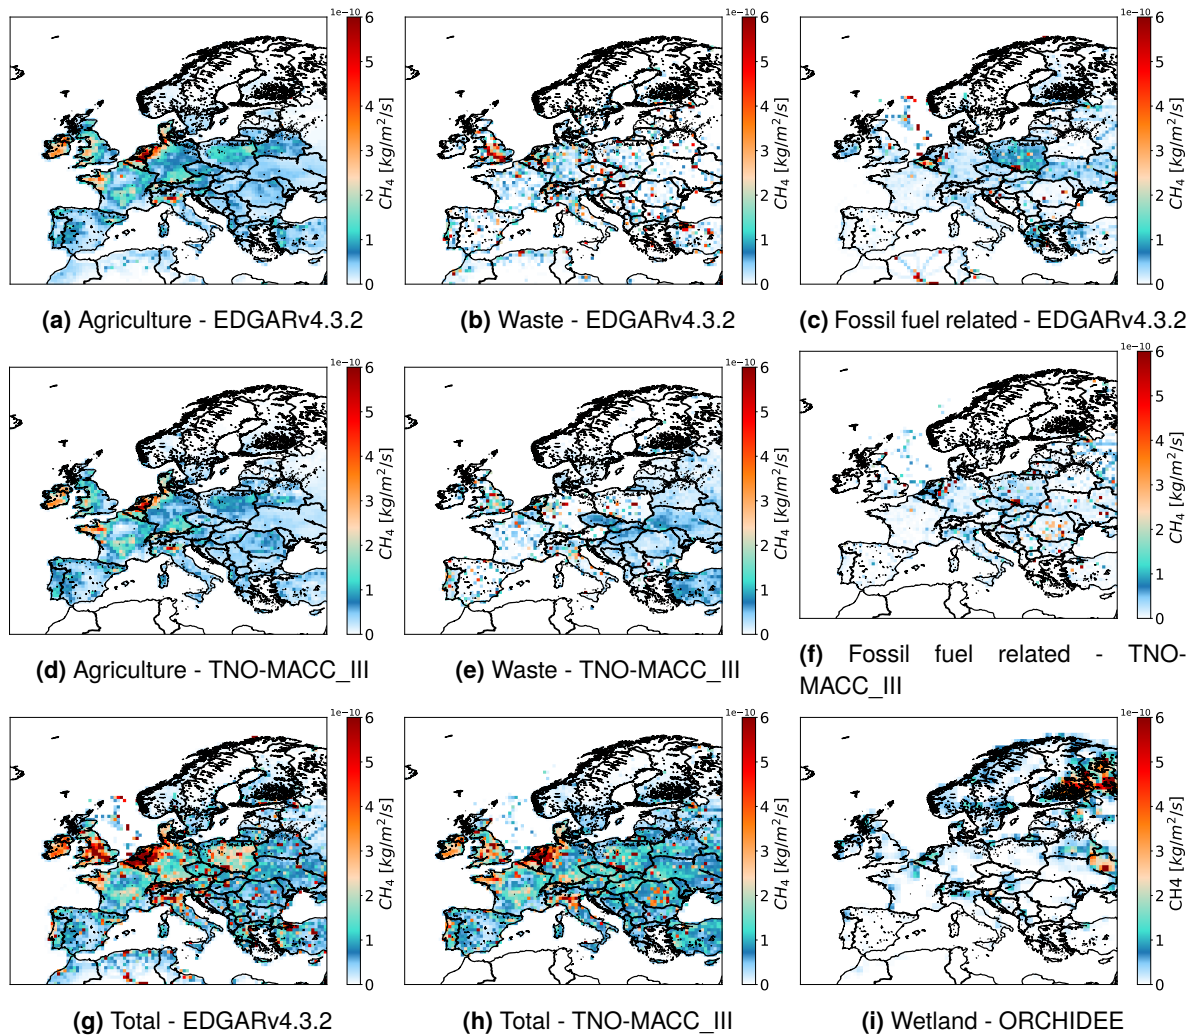 1e-10
6
5
4
3
2
1
0
CH₄ [kg/m²/s]
1e-10
6
5
4
3
2
1
0
CH₄ [kg/m²/s]
1e-10
6
5
4
3
2
1
0
CH₄ [kg/m²/s]
(a) Agriculture - EDGARv4.3.2
(b) Waste - EDGARv4.3.2
(c) Fossil fuel related - EDGARv4.3.2
1e-10
6
5
4
3
2
1
0
CH₄ [kg/m²/s]
1e-10
6
5
4
3
2
1
0
CH₄ [kg/m²/s]
1e-10
6
5
4
3
2
1
0
CH₄ [kg/m²/s]
(d) Agriculture - TNO-MACC_III
(e) Waste - TNO-MACC_III
(f) Fossil fuel related - TNO-
MACC_III
1e-10
6
5
4
3
2
1
0
CH₄ [kg/m²/s]
1e-10
6
5
4
3
2
1
0
CH₄ [kg/m²/s]
1e-10
6
5
4
3
2
1
0
CH4 [kg/m²/s]
(g) Total - EDGARv4.3.2
(h) Total - TNO-MACC_III
(i) Wetland - ORCHIDEE